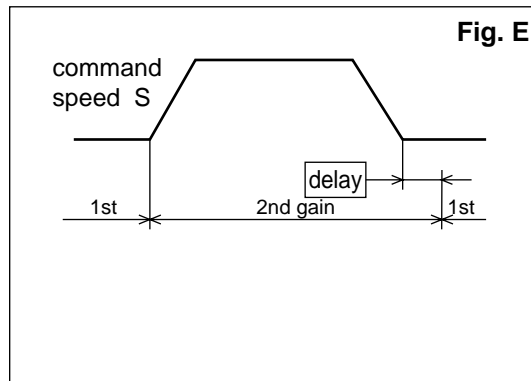 Fig. E
command
speed S
delay
1st
2nd gain
1st